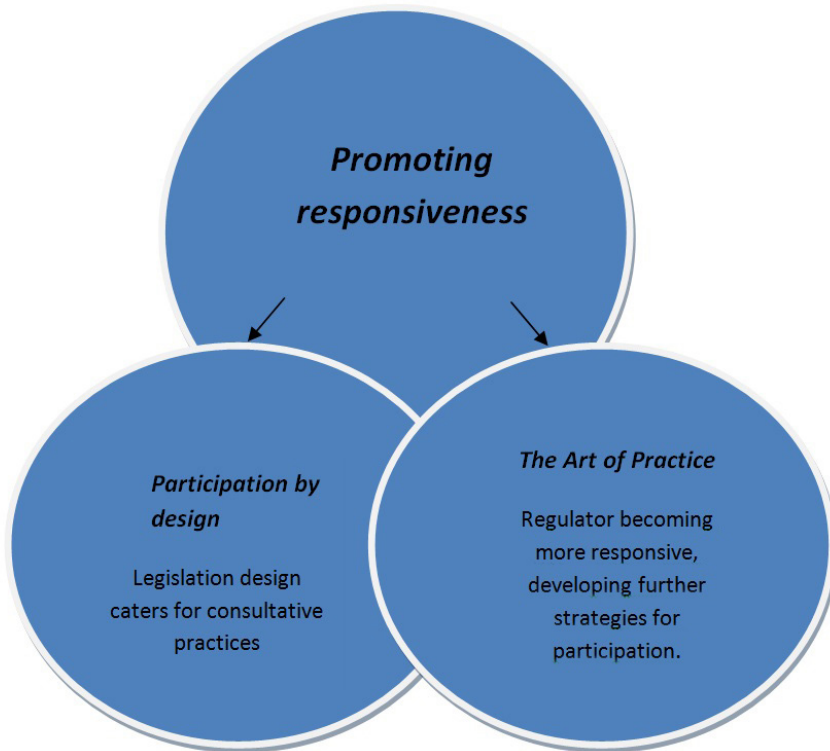 Promoting
responsiveness
Participation by
design
Legislation design
caters for consultative
practices
The Art of Practice
Regulator becoming
more responsive,
developing further
strategies for
participation.